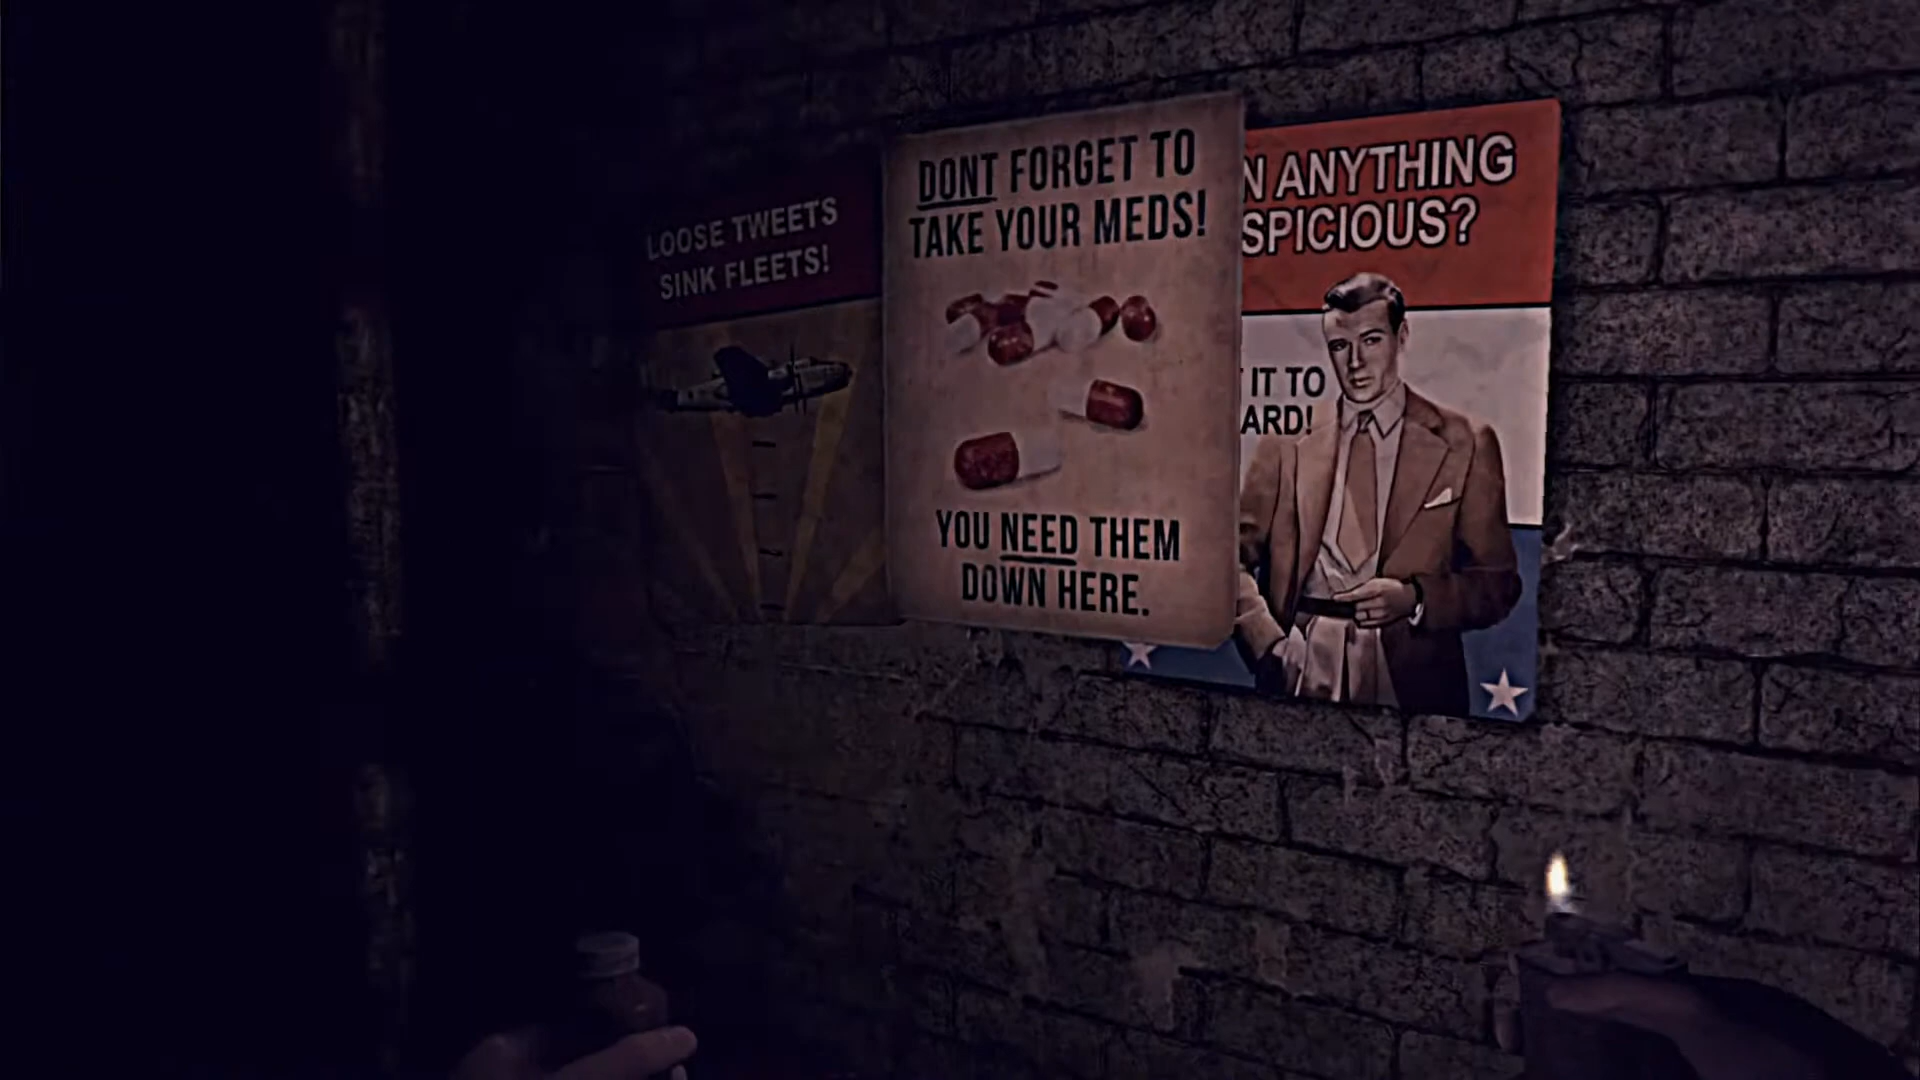 LOOSE TWEETS
SINK FLEETS!
DONT FORGET TO
TAKE YOUR MEDS!
YOU NEED THEM
DOWN HERE.
N ANYTHING
SPICIOUS?
IT TO
ARD!